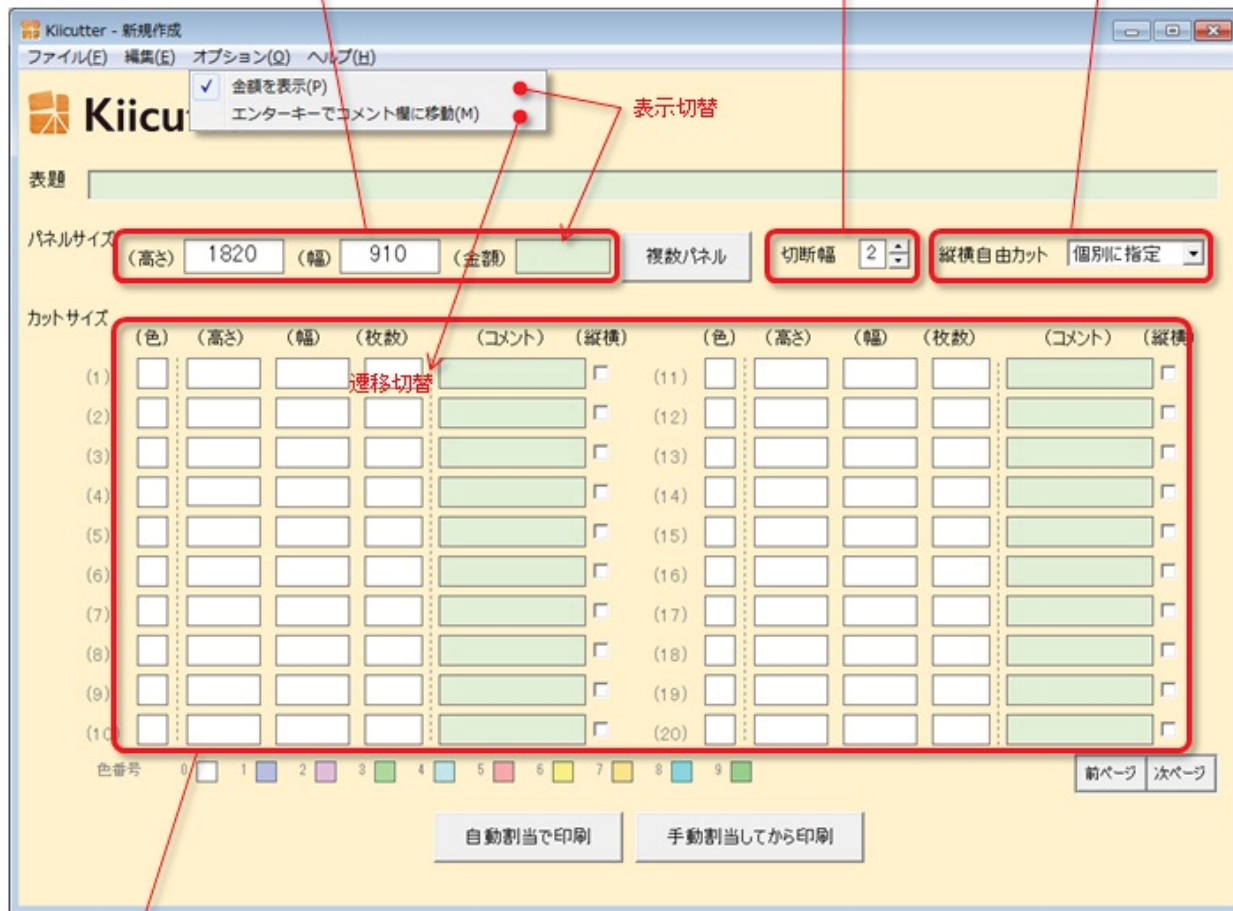 Kiicutter - 新規作成
ファイル(F) 編集(E) オプション(O) ヘルプ(H)
✓ 金額を表示(P)
エンターキーでコメント欄に移動(M)
Kiicu
表示切替
表題
パネルサイズ (高さ) 1820 (幅) 910 (金額) 複数パネル 切断幅 2 縦横自由カット 個別に指定
カットサイズ
(色) (高さ) (幅) (枚数) (コメント) (縦横) (色) (高さ) (幅) (枚数) (コメント) (縦横)
(1) 遷移切替 (11)
(2) (12)
(3) (13)
(4) (14)
(5) (15)
(6) (16)
(7) (17)
(8) (18)
(9) (19)
(10) (20)
色番号 0 1 2 3 4 5 6 7 8 9 前ページ 次ページ
自動割当で印刷 手動割当してから印刷